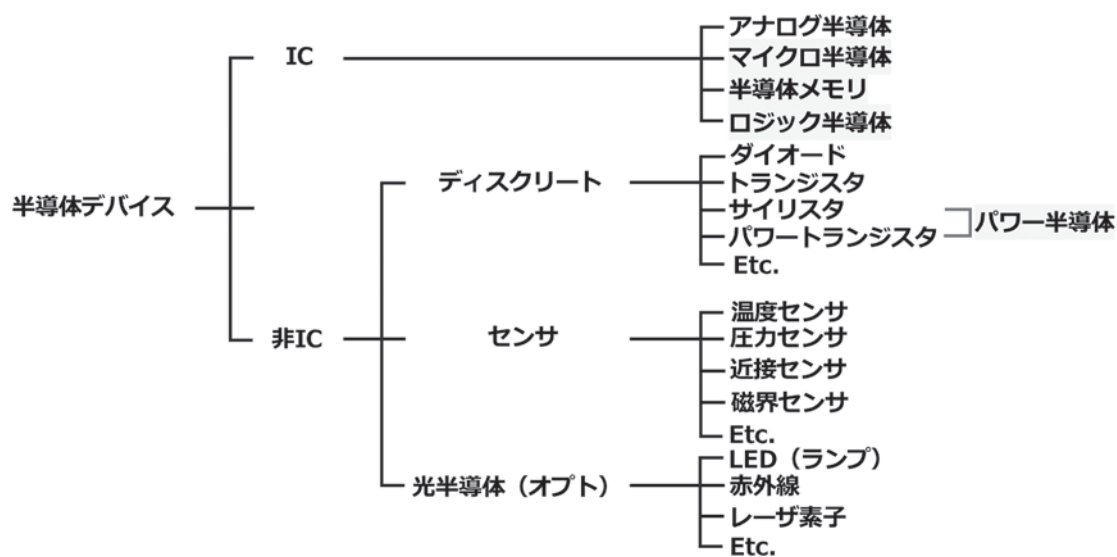 半導体デバイス
IC
アナログ半導体
マイクロ半導体
半導体メモリ
ロジック半導体
非IC
ディスクリート
ダイオード
トランジスタ
サイリスタ
パワートランジスタ
Etc.
パワー半導体
センサ
温度センサ
圧力センサ
近接センサ
磁界センサ
Etc.
光半導体（オプト）
LED（ランプ）
赤外線
レーザ素子
Etc.